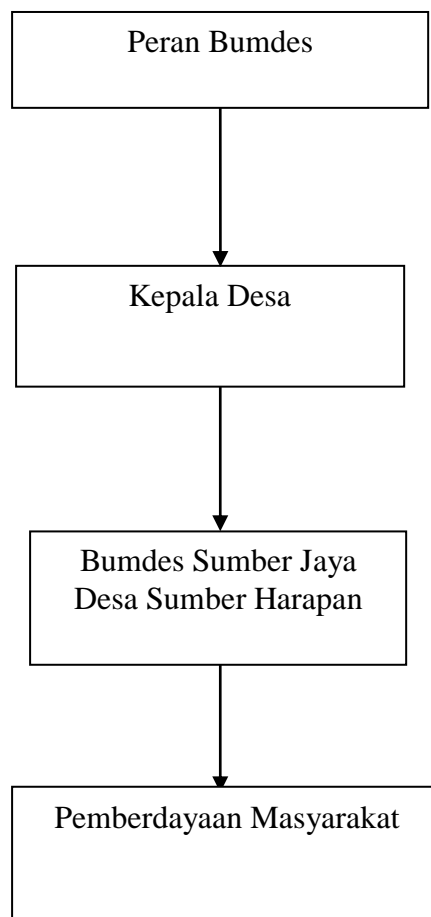 Peran Bumdes
Kepala Desa
Bumdes Sumber Jaya
Desa Sumber Harapan
Pemberdayaan Masyarakat